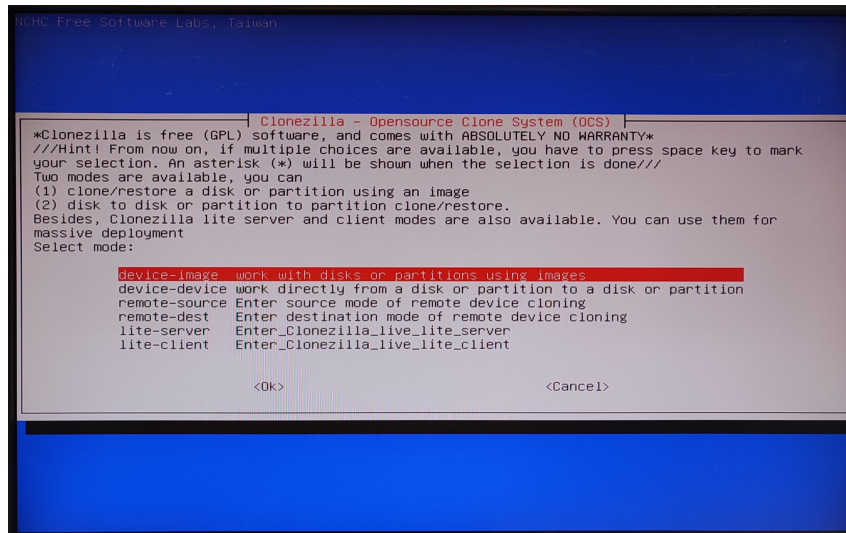 NCHC Free Software Labs, Taiwan
Clonezilla - Opensource Clone System (OCS)
*Clonezilla is free (GPL) software, and comes with ABSOLUTELY NO WARRANTY*
///Hint! From now on, if multiple choices are available, you have to press space key to mark
your selection. An asterisk (*) will be shown when the selection is done///
Two modes are available, you can
(1) clone/restore a disk or partition using an image
(2) disk to disk or partition to partition clone/restore.
Besides, Clonezilla lite server and client modes are also available. You can use them for
massive deployment
Select mode:
device-image work with disks or partitions using images
device-device work directly from a disk or partition to a disk or partition
remote-source Enter source mode of remote device cloning
remote-dest Enter destination mode of remote device cloning
lite-server Enter_Clonezilla_live_lite_server
lite-client Enter_Clonezilla_live_lite_client
<Ok> <Cancel>